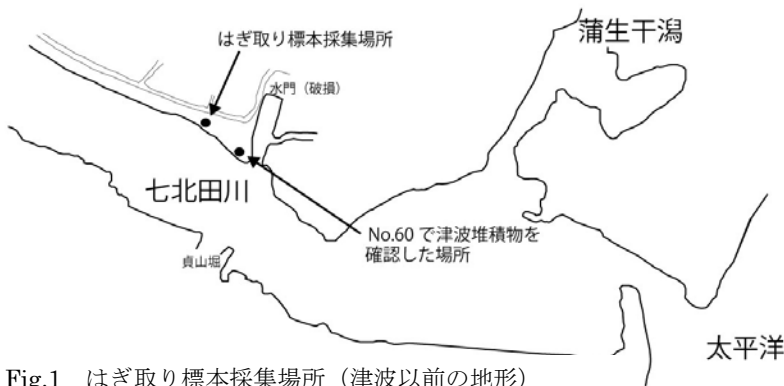 はぎ取り標本採集場所
蒲生干潟
水門（破損）
七北田川
No.60 で津波堆積物を
確認した場所
貞山堀
太平洋
Fig.1　はぎ取り標本採集場所（津波以前の地形）